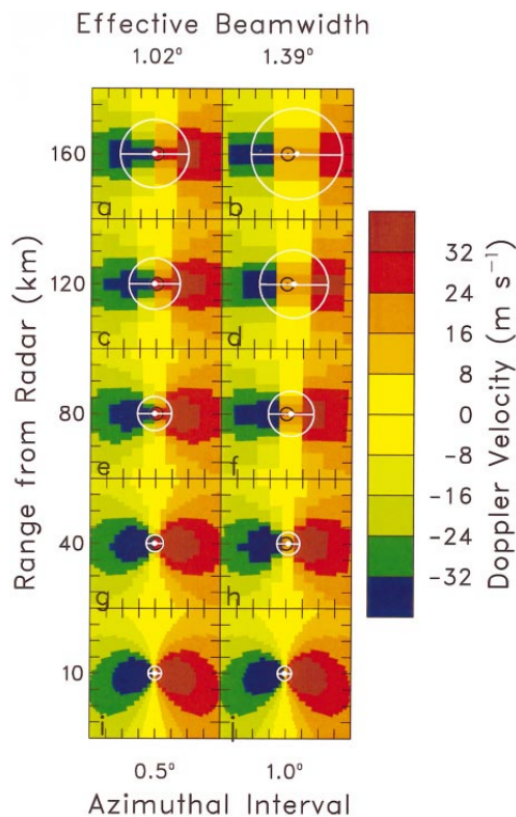 Effective Beamwidth
1.02° 1.39°
160
a b
120
c d
80
e f
40
g h
10
i j
0.5° 1.0°
Azimuthal Interval
Range from Radar (km)
32
24
16
8
0
-8
-16
-24
-32
Doppler Velocity (m s⁻¹)